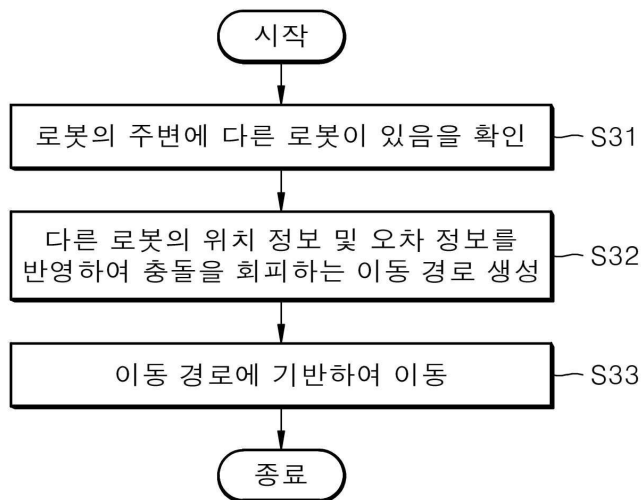 시작
로봇의 주변에 다른 로봇이 있음을 확인
S31
다른 로봇의 위치 정보 및 오차 정보를
반영하여 충돌을 회피하는 이동 경로 생성
S32
이동 경로에 기반하여 이동
S33
종료